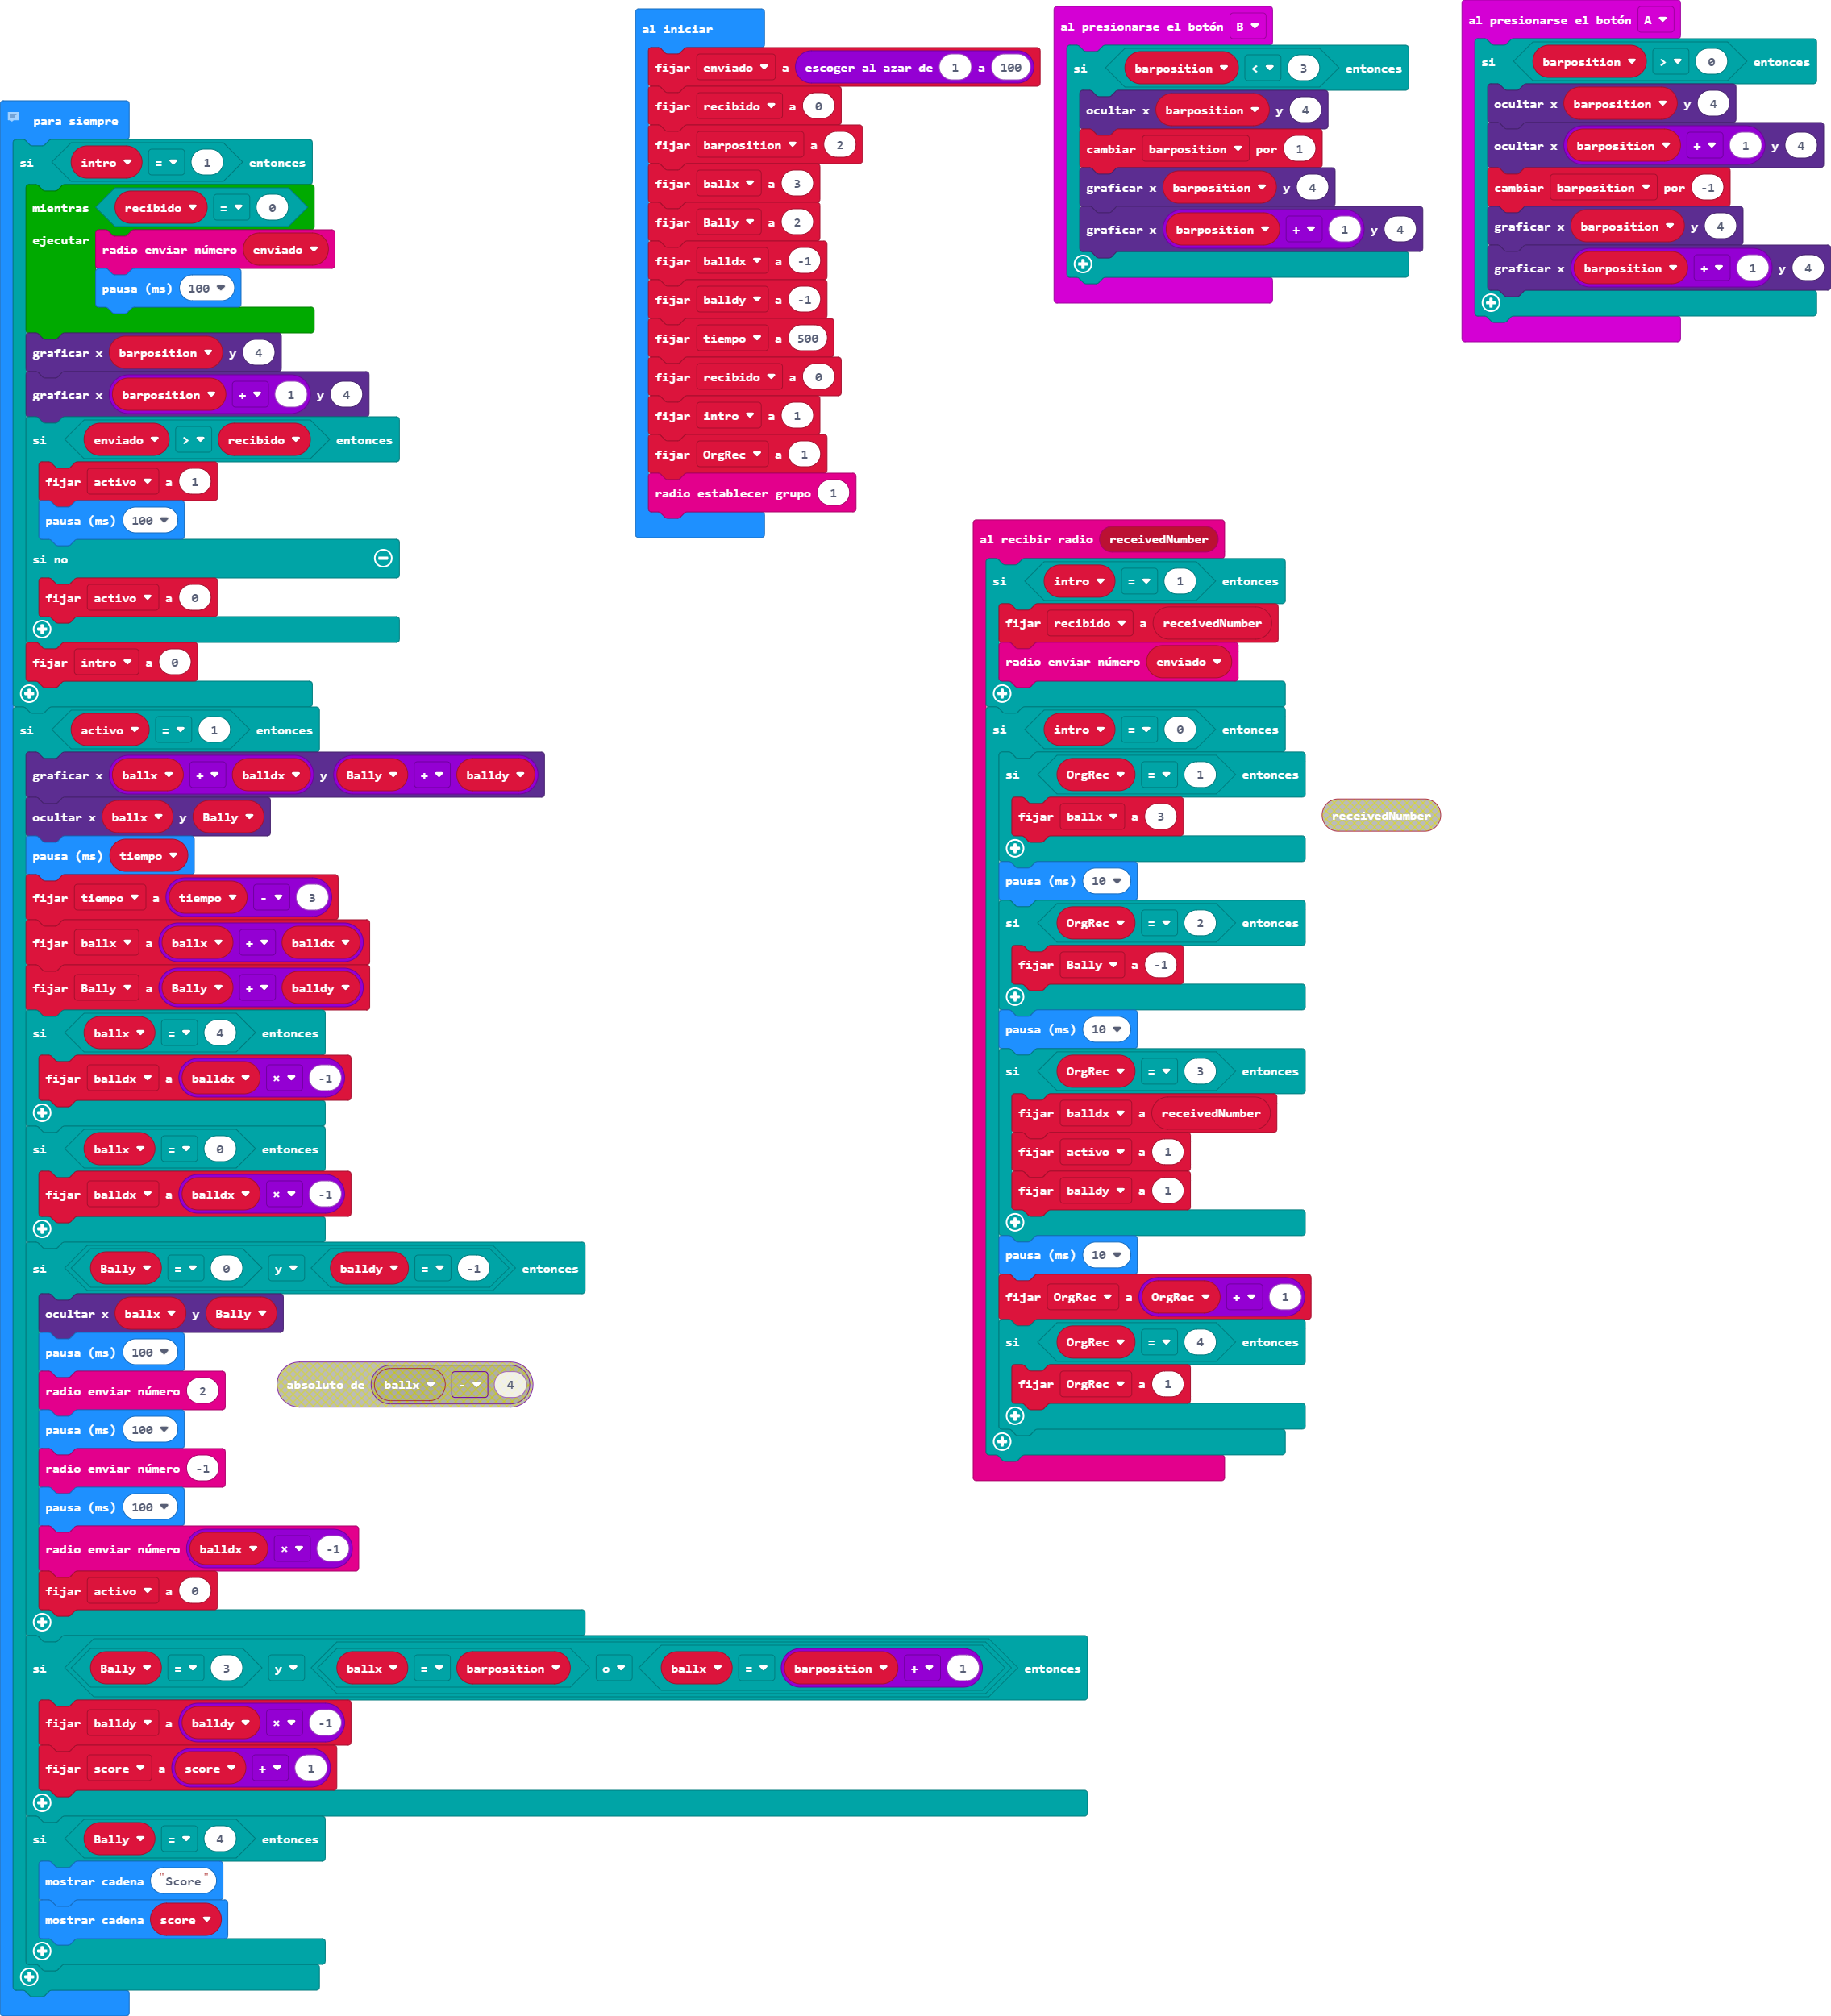 para siempre
si intro = 1 entonces
mientras recibido = 0
ejecutar
radio enviar número enviado
pausa (ms) 100
graficar x barposition y 4
graficar x barposition + 1 y 4
si enviado > recibido entonces
fijar activo a 1
pausa (ms) 100
si no
fijar activo a 0
fijar intro a 0
si activo = 1 entonces
graficar x ballx + balldx y Bally + balldy
ocultar x ballx y Bally
pausa (ms) tiempo
fijar tiempo a tiempo - 3
fijar ballx a ballx + balldx
fijar Bally a Bally + balldy
si ballx = 4 entonces
fijar balldx a balldx × -1
si ballx = 0 entonces
fijar balldx a balldx × -1
si Bally = 0 y balldy = -1 entonces
ocultar x ballx y Bally
pausa (ms) 100
radio enviar número 2
pausa (ms) 100
radio enviar número -1
pausa (ms) 100
radio enviar número balldx × -1
fijar activo a 0
si Bally = 3 y ballx = barposition o ballx = barposition + 1 entonces
fijar balldy a balldy × -1
fijar score a score + 1
si Bally = 4 entonces
mostrar cadena "Score"
mostrar cadena score
absoluto de ballx - 4
al iniciar
fijar enviado a escoger al azar de 1 a 100
fijar recibido a 0
fijar barposition a 2
fijar ballx a 3
fijar Bally a 2
fijar balldx a -1
fijar balldy a -1
fijar tiempo a 500
fijar recibido a 0
fijar intro a 1
fijar OrgRec a 1
radio establecer grupo 1
al presionarse el botón B
si barposition < 3 entonces
ocultar x barposition y 4
cambiar barposition por 1
graficar x barposition y 4
graficar x barposition + 1 y 4
al presionarse el botón A
si barposition > 0 entonces
ocultar x barposition y 4
ocultar x barposition + 1 y 4
cambiar barposition por -1
graficar x barposition y 4
graficar x barposition + 1 y 4
al recibir radio receivedNumber
si intro = 1 entonces
fijar recibido a receivedNumber
radio enviar número enviado
si intro = 0 entonces
si OrgRec = 1 entonces
fijar ballx a 3
pausa (ms) 10
si OrgRec = 2 entonces
fijar Bally a -1
pausa (ms) 10
si OrgRec = 3 entonces
fijar balldx a receivedNumber
fijar activo a 1
fijar balldy a 1
pausa (ms) 10
fijar OrgRec a OrgRec + 1
si OrgRec = 4 entonces
fijar OrgRec a 1
receivedNumber